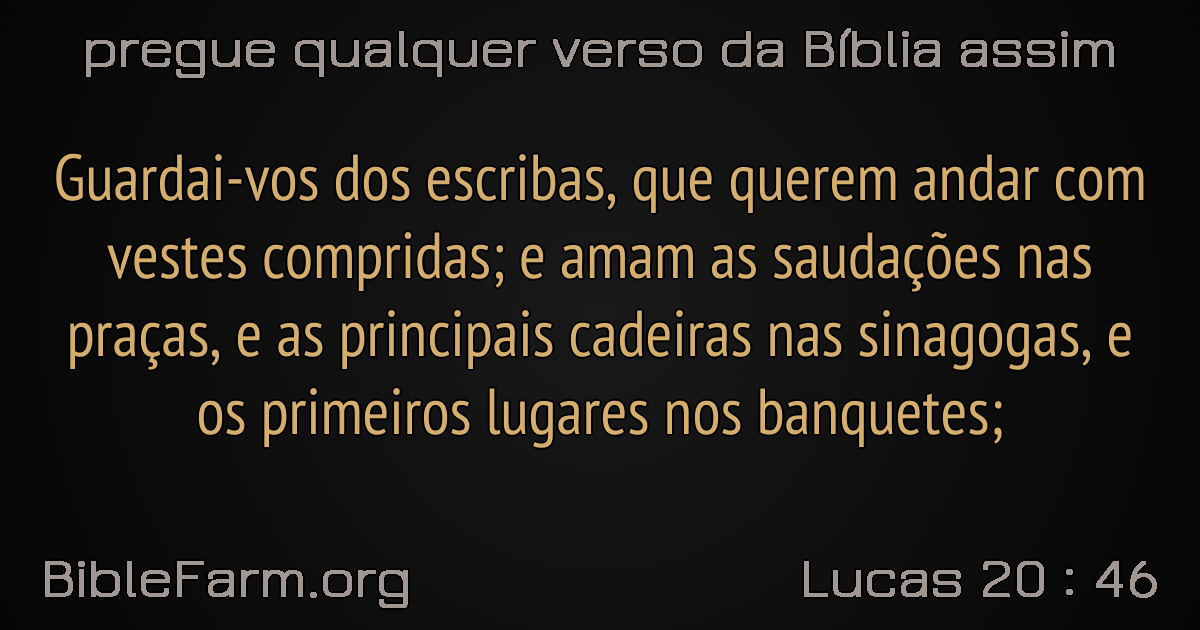 pregue qualquer verso da Bíblia assim
Guardai-vos dos escribas, que querem andar com
vestes compridas; e amam as saudações nas
praças, e as principais cadeiras nas sinagogas, e
os primeiros lugares nos banquetes;
BibleFarm.org
Lucas 20 : 46